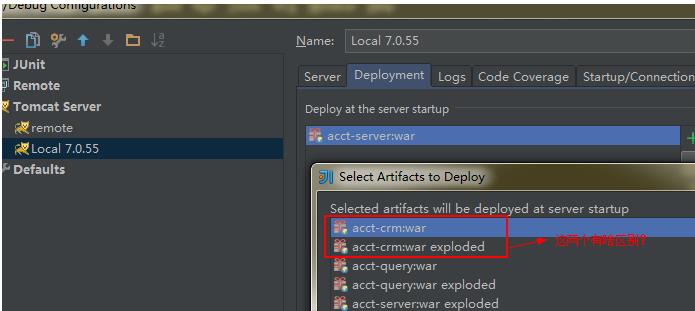 /Debug Configurations
Name: Local 7.0.55
JUnit
Remote
Tomcat Server
remote
Local 7.0.55
Defaults
Server Deployment Logs Code Coverage Startup/Connection
Deploy at the server startup
acct-server:war
Select Artifacts to Deploy
Selected artifacts will be deployed at server startup
acct-crm:war
acct-crm:war exploded
这两个有啥区别?
acct-query:war
acct-query:war exploded
acct-server:war exploded